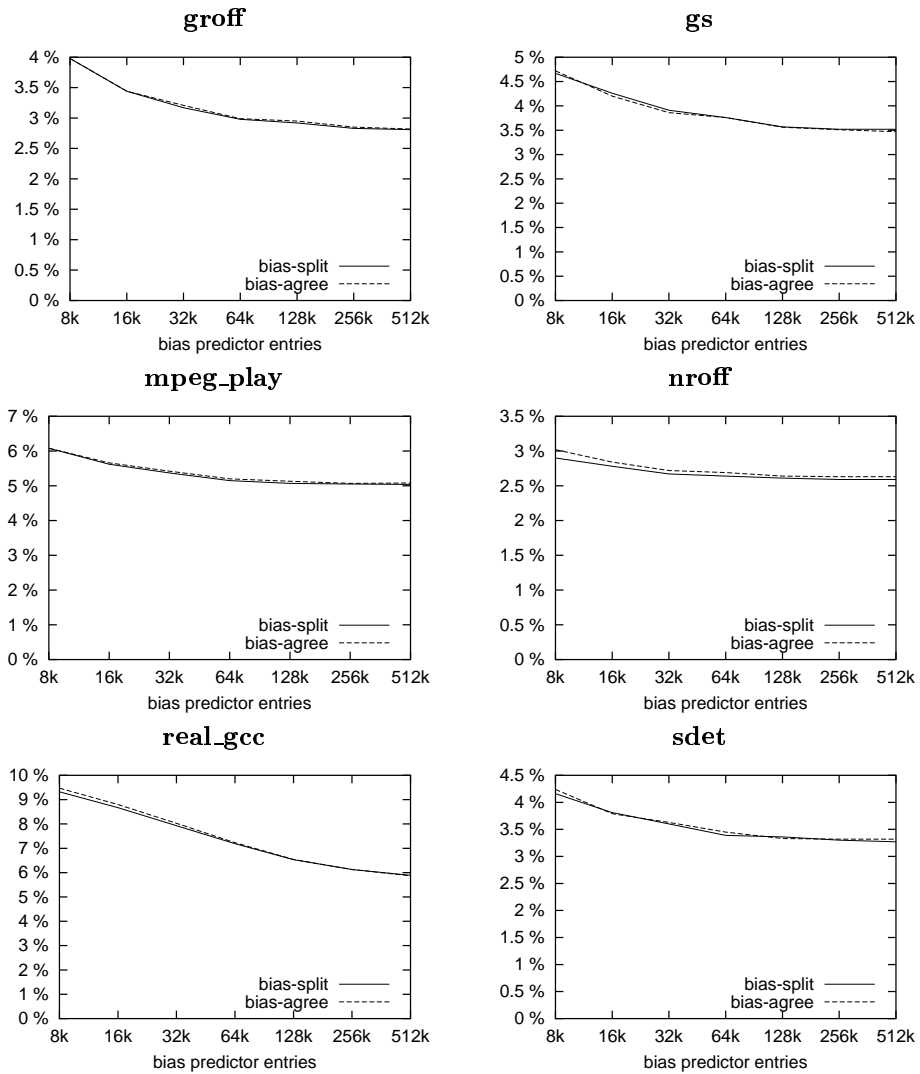 groff
4 %
3.5 %
3 %
2.5 %
2 %
1.5 %
1 %
0.5 %
0 %
bias-split
bias-agree
8k 16k 32k 64k 128k 256k 512k
bias predictor entries
gs
5 %
4.5 %
4 %
3.5 %
3 %
2.5 %
2 %
1.5 %
1 %
0.5 %
0 %
bias-split
bias-agree
8k 16k 32k 64k 128k 256k 512k
bias predictor entries
mpeg_play
7 %
6 %
5 %
4 %
3 %
2 %
1 %
0 %
bias-split
bias-agree
8k 16k 32k 64k 128k 256k 512k
bias predictor entries
nroff
3.5 %
3 %
2.5 %
2 %
1.5 %
1 %
0.5 %
0 %
bias-split
bias-agree
8k 16k 32k 64k 128k 256k 512k
bias predictor entries
real_gcc
10 %
9 %
8 %
7 %
6 %
5 %
4 %
3 %
2 %
1 %
0 %
bias-split
bias-agree
8k 16k 32k 64k 128k 256k 512k
bias predictor entries
sdet
4.5 %
4 %
3.5 %
3 %
2.5 %
2 %
1.5 %
1 %
0.5 %
0 %
bias-split
bias-agree
8k 16k 32k 64k 128k 256k 512k
bias predictor entries